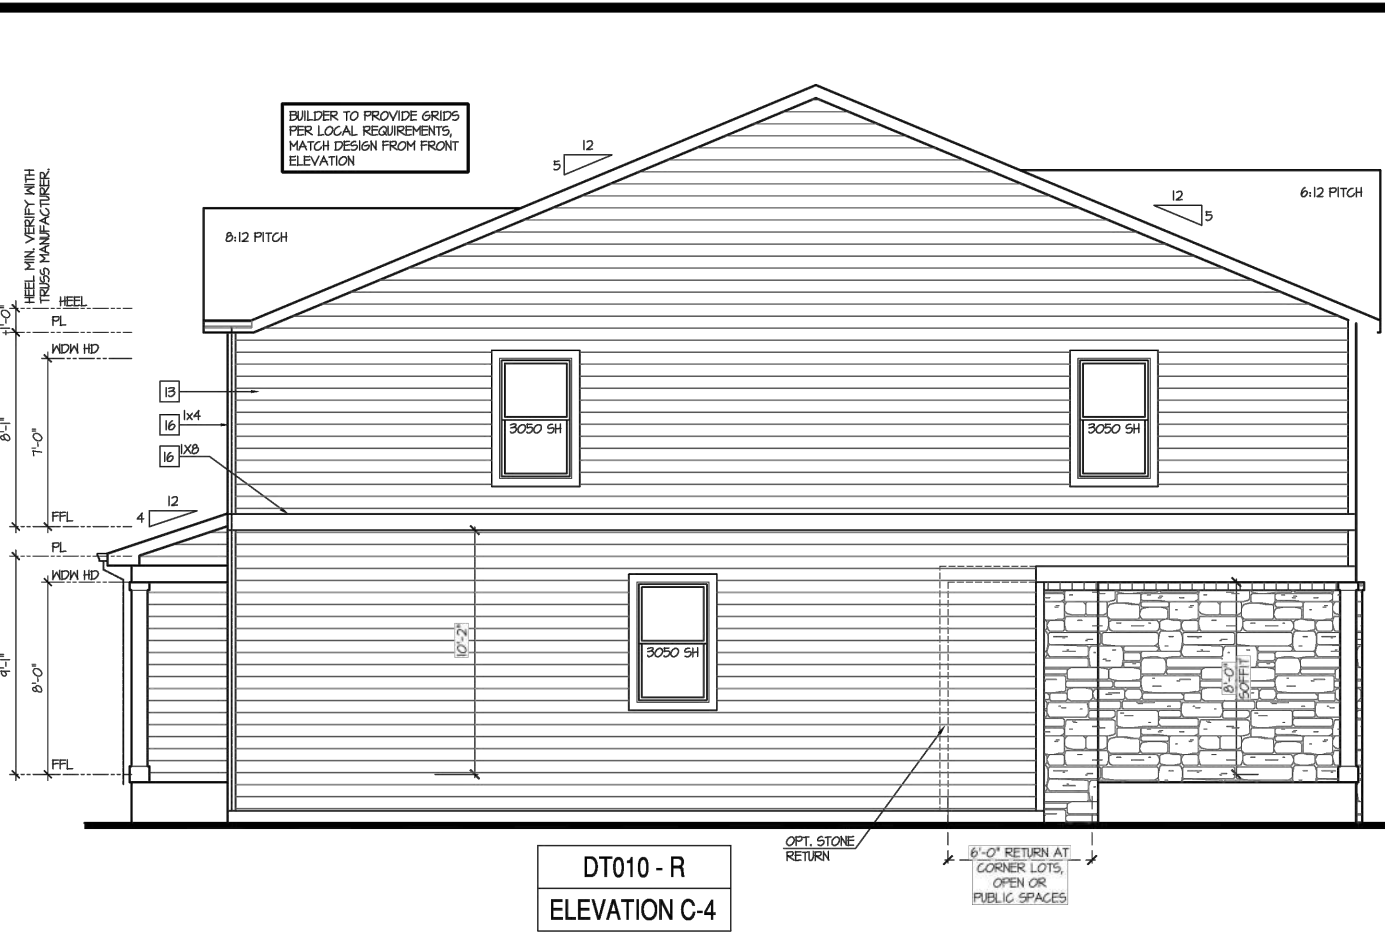 BUILDER TO PROVIDE GRIDS
PER LOCAL REQUIREMENTS,
MATCH DESIGN FROM FRONT
ELEVATION
12
5
12
5
6:12 PITCH
8:12 PITCH
HEEL MIN. VERIFY WITH
TRUSS MANUFACTURER.
HEEL
PL
WDW HD
13
16
1x4
16
1X8
8'-1"
7'-0"
3050 SH
3050 SH
12
4
FFL
PL
WDW HD
9'-1"
8'-0"
FFL
10'-2"
3050 SH
8'-0"
SOFFIT
OPT. STONE
RETURN
6'-0" RETURN AT
CORNER LOTS,
OPEN OR
PUBLIC SPACES
DT010 - R
ELEVATION C-4